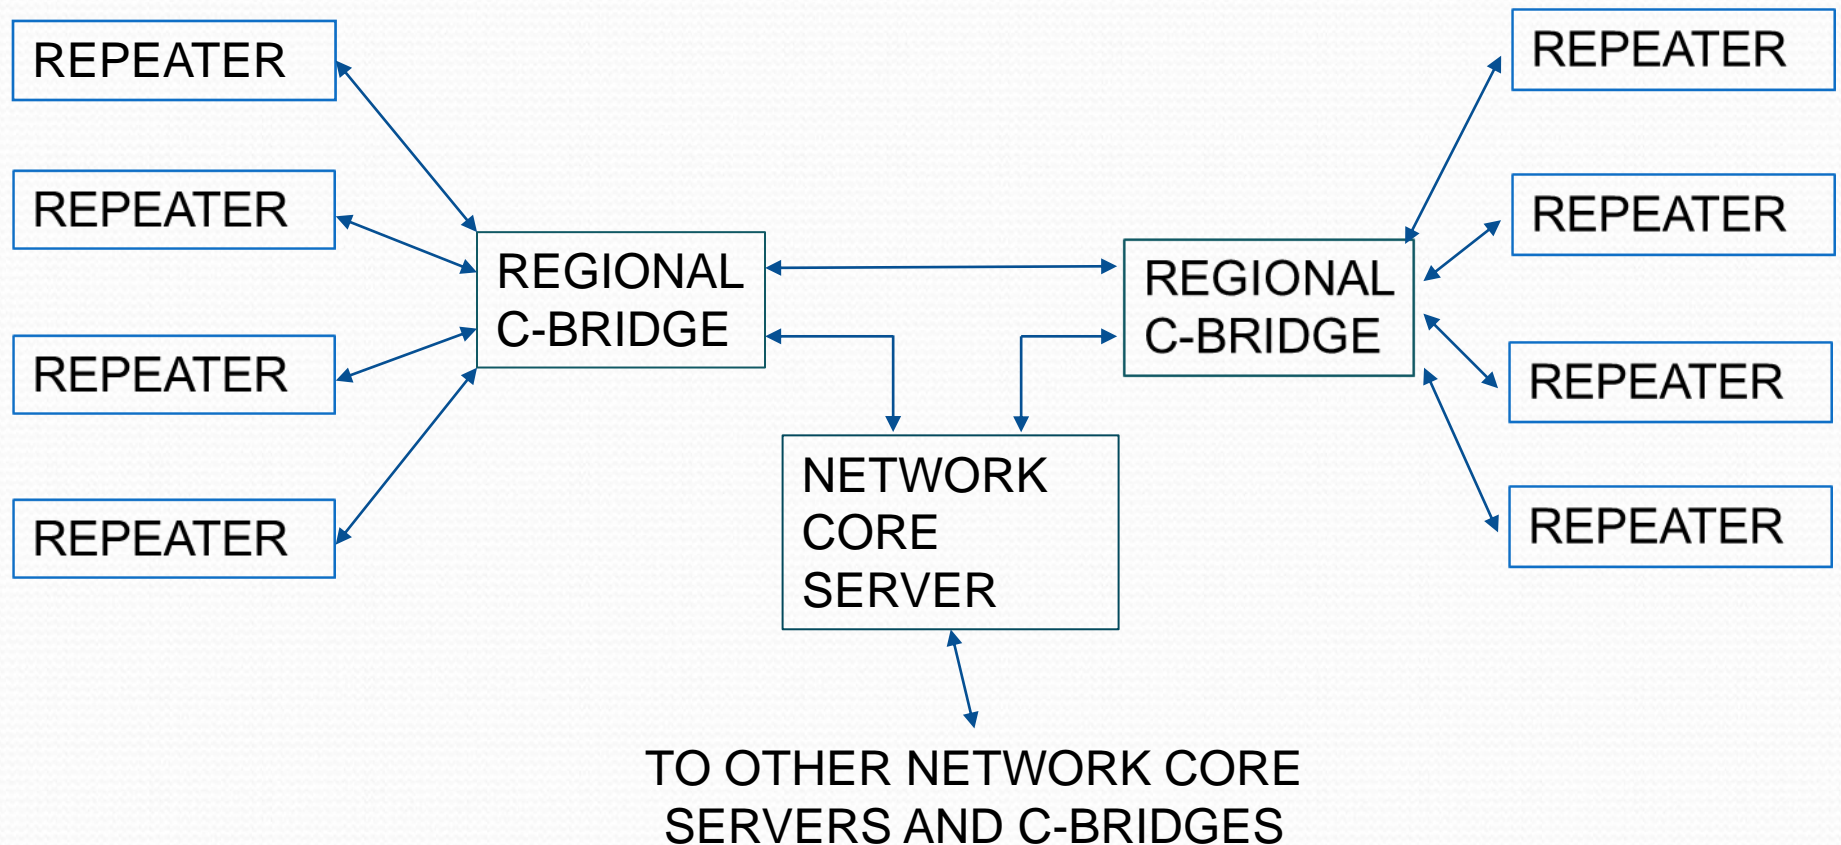 REPEATER
REPEATER
REPEATER
REPEATER
REGIONAL
C-BRIDGE
REGIONAL
C-BRIDGE
NETWORK
CORE
SERVER
REPEATER
REPEATER
REPEATER
REPEATER
TO OTHER NETWORK CORE
SERVERS AND C-BRIDGES